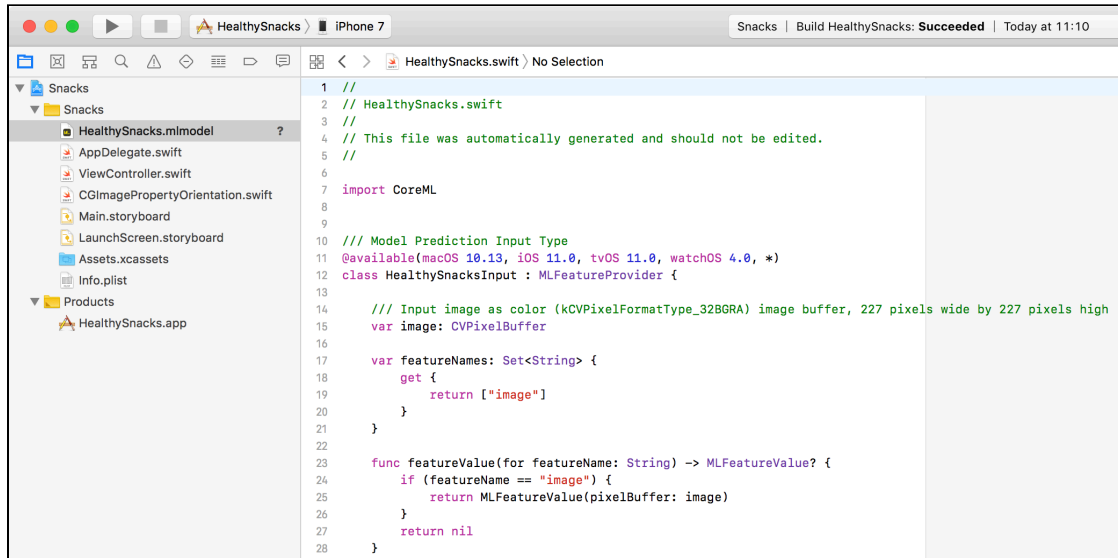 HealthySnacks 〉 iPhone 7
Snacks | Build HealthySnacks: Succeeded | Today at 11:10
HealthySnacks.swift 〉 No Selection
Snacks
Snacks
HealthySnacks.mlmodel ?
AppDelegate.swift
ViewController.swift
CGImagePropertyOrientation.swift
Main.storyboard
LaunchScreen.storyboard
Assets.xcassets
Info.plist
Products
HealthySnacks.app
1 //
2 // HealthySnacks.swift
3 //
4 // This file was automatically generated and should not be edited.
5 //
6
7 import CoreML
8
9
10 /// Model Prediction Input Type
11 @available(macOS 10.13, iOS 11.0, tvOS 11.0, watchOS 4.0, *)
12 class HealthySnacksInput : MLFeatureProvider {
13
14     /// Input image as color (kCVPixelFormatType_32BGRA) image buffer, 227 pixels wide by 227 pixels high
15     var image: CVPixelBuffer
16
17     var featureNames: Set<String> {
18         get {
19             return ["image"]
20         }
21     }
22
23     func featureValue(for featureName: String) -> MLFeatureValue? {
24         if (featureName == "image") {
25             return MLFeatureValue(pixelBuffer: image)
26         }
27         return nil
28     }